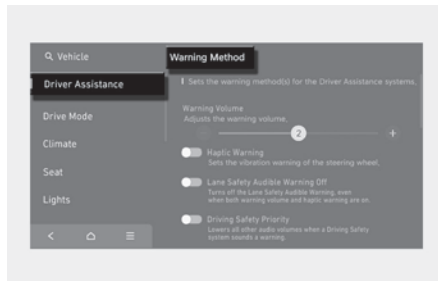 Vehicle
Warning Method
Driver Assistance
Sets the warning method(s) for the Driver Assistance systems.
Warning Volume
Adjusts the warning volume.
Drive Mode
2
Climate
Haptic Warning
Sets the vibration warning of the steering wheel.
Seat
Lane Safety Audible Warning Off
Turns off the Lane Safety Audible Warning, even
when both warning volume and haptic warning are on
Lights
Driving Safety Priority
Lowers all other audio volumes when a Driving Safety
system sounds a warning.